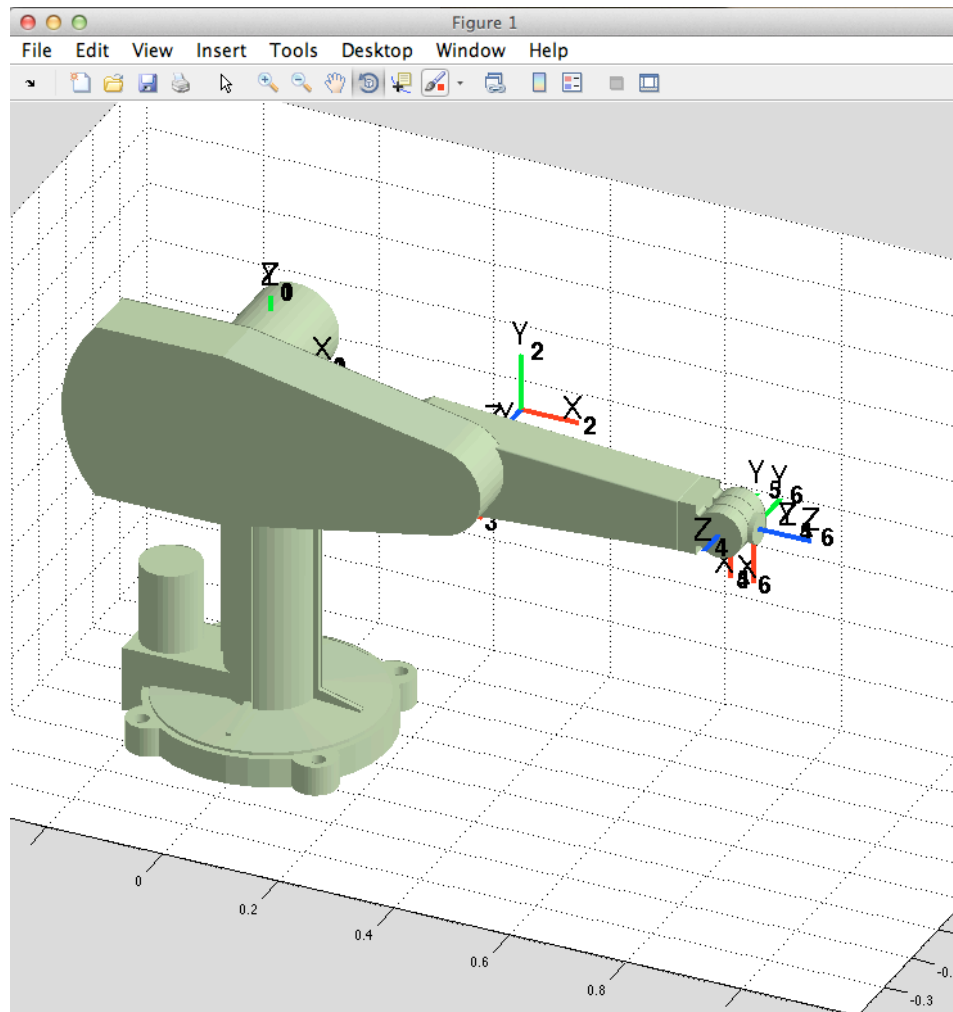 Figure 1
File Edit View Insert Tools Desktop Window Help
Z 0
X
Y 2
X 2
Y 5 Y 6
3
Z 4
Z 6
X X 6
0
0.2
0.4
0.6
0.8
-0.3